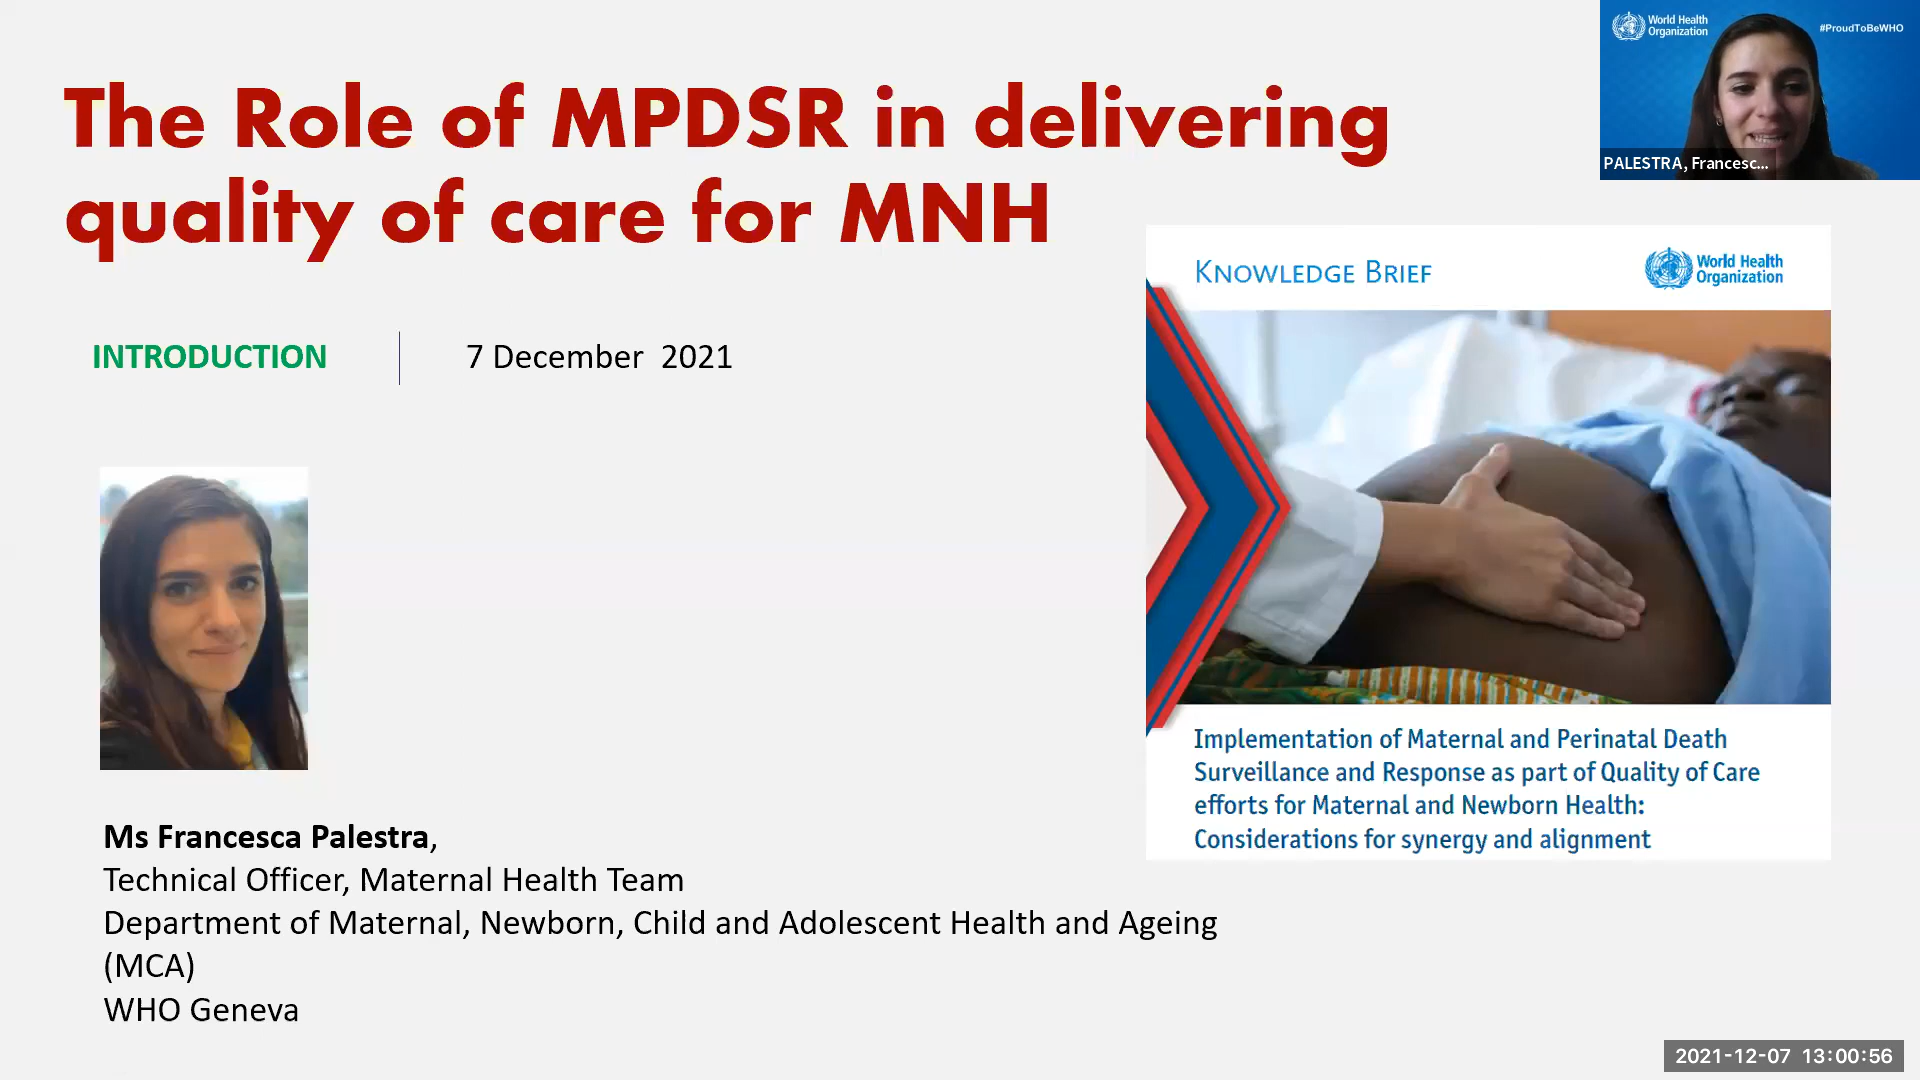 The Role of MPDSR in delivering
quality of care for MNH
World Health
Organization
#ProudToBeWHO
PALESTRA, Francesc...
INTRODUCTION
7 December 2021
KNOWLEDGE BRIEF
World Health
Organization
Implementation of Maternal and Perinatal Death
Surveillance and Response as part of Quality of Care
efforts for Maternal and Newborn Health:
Considerations for synergy and alignment
Ms Francesca Palestra,
Technical Officer, Maternal Health Team
Department of Maternal, Newborn, Child and Adolescent Health and Ageing
(MCA)
WHO Geneva
2021-12-07 13:00:56